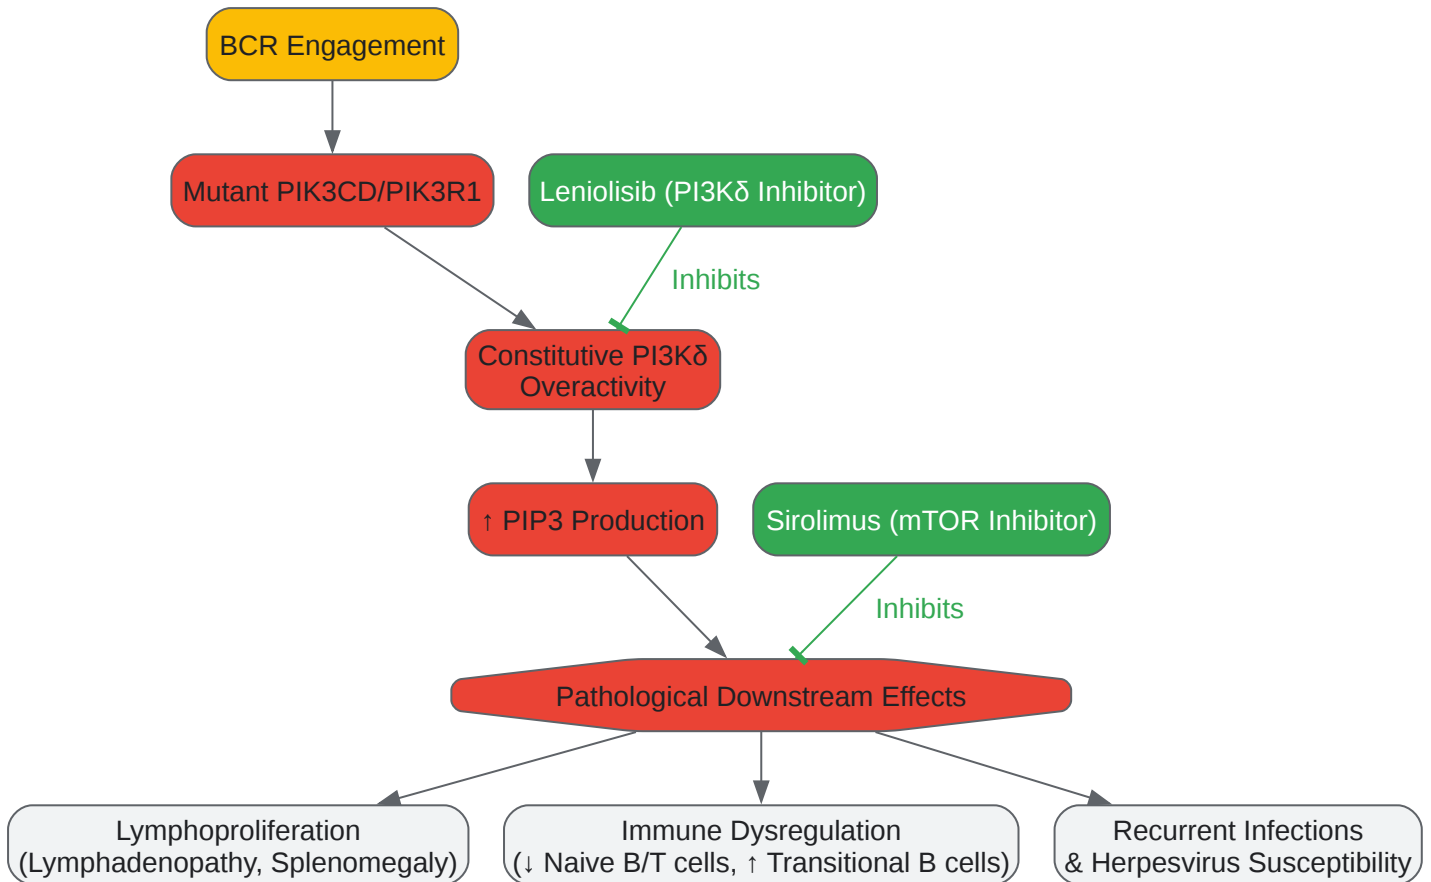 BCR Engagement
Mutant PIK3CD/PIK3R1
Leniolisib (PI3Kδ Inhibitor)
Inhibits
Constitutive PI3Kδ
Overactivity
↑ PIP3 Production
Sirolimus (mTOR Inhibitor)
Inhibits
Pathological Downstream Effects
Lymphoproliferation
(Lymphadenopathy, Splenomegaly)
Immune Dysregulation
(↓ Naive B/T cells, ↑ Transitional B cells)
Recurrent Infections
& Herpesvirus Susceptibility